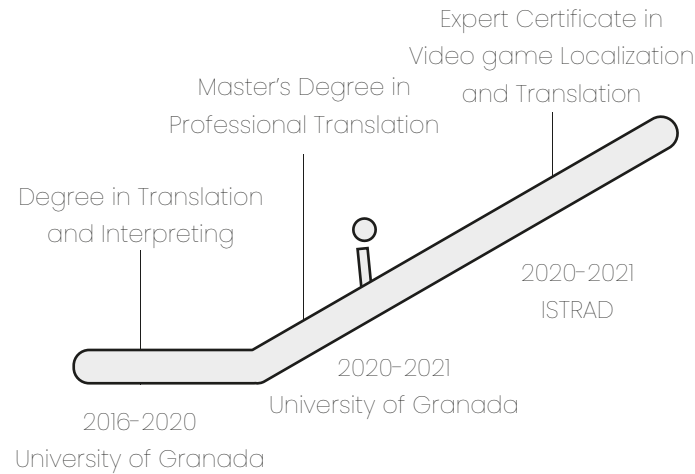 Expert Certificate in
Video game Localization
and Translation
Master's Degree in
Professional Translation
Degree in Translation
and Interpreting
2020-2021
ISTRAD
2020-2021
University of Granada
2016-2020
University of Granada